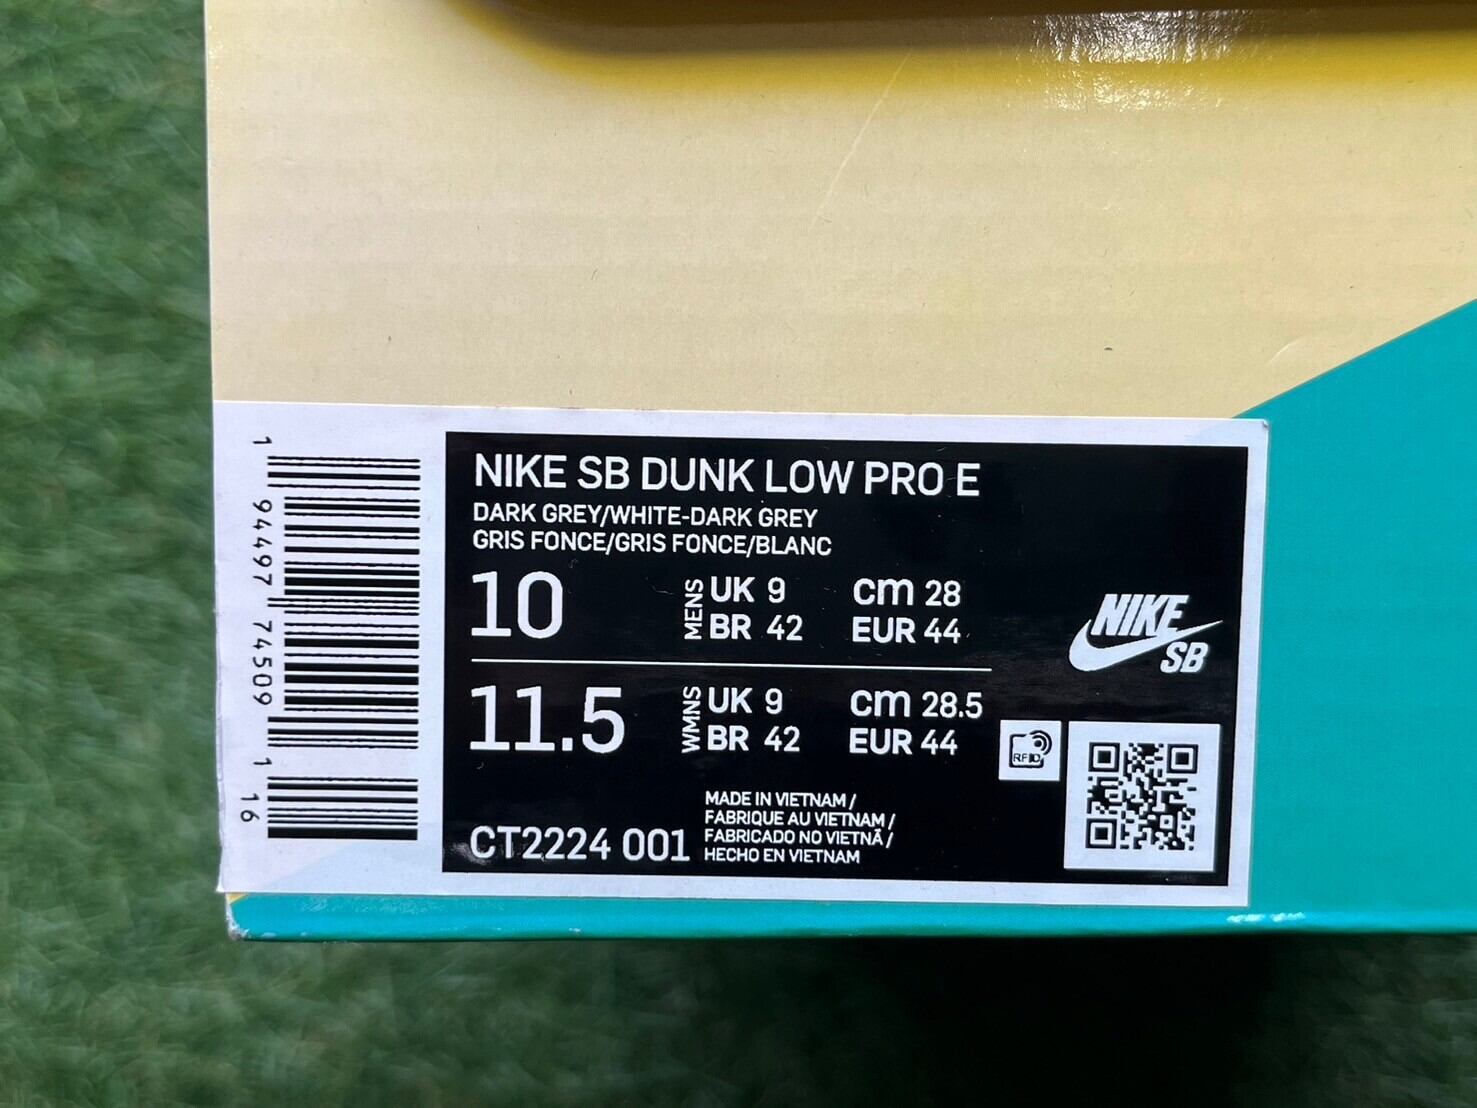 1 94497 74509 1
16
NIKE SB DUNK LOW PRO E
DARK GREY/WHITE-DARK GREY
GRIS FONCE/GRIS FONCE/BLANC
10
MENS
UK 9 cm 28
BR 42 EUR 44
11.5
WMNS
UK 9 cm 28.5
BR 42 EUR 44
NIKE
SB
RFID
MADE IN VIETNAM /
FABRIQUE AU VIETNAM /
FABRICADO NO VIETNÃ /
HECHO EN VIETNAM
CT2224 001